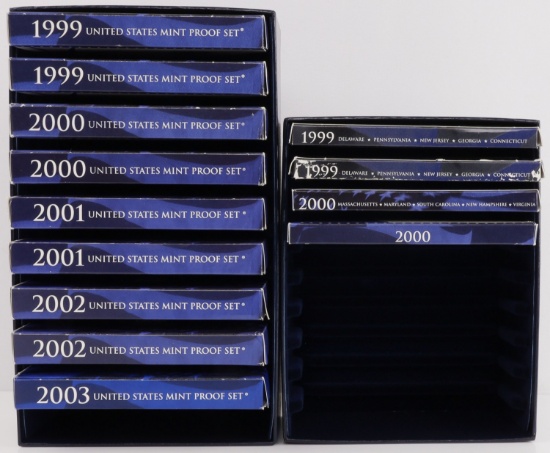 1999 UNITED STATES MINT PROOF SET®
1999 UNITED STATES MINT PROOF SET®
2000 UNITED STATES MINT PROOF SET®
2000 UNITED STATES MINT PROOF SET®
2001 UNITED STATES MINT PROOF SET®
2001 UNITED STATES MINT PROOF SET®
2002 UNITED STATES MINT PROOF SET®
2002 UNITED STATES MINT PROOF SET®
2003 UNITED STATES MINT PROOF SET®
1999 DELAWARE ★ PENNSYLVANIA ★ NEW JERSEY ★ GEORGIA ★ CONNECTICUT
1999 DELAWARE ★ PENNSYLVANIA ★ NEW JERSEY ★ GEORGIA ★ CONNECTICUT
2000 MASSACHUSETTS ★ MARYLAND ★ SOUTH CAROLINA ★ NEW HAMPSHIRE ★ VIRGINIA
2000